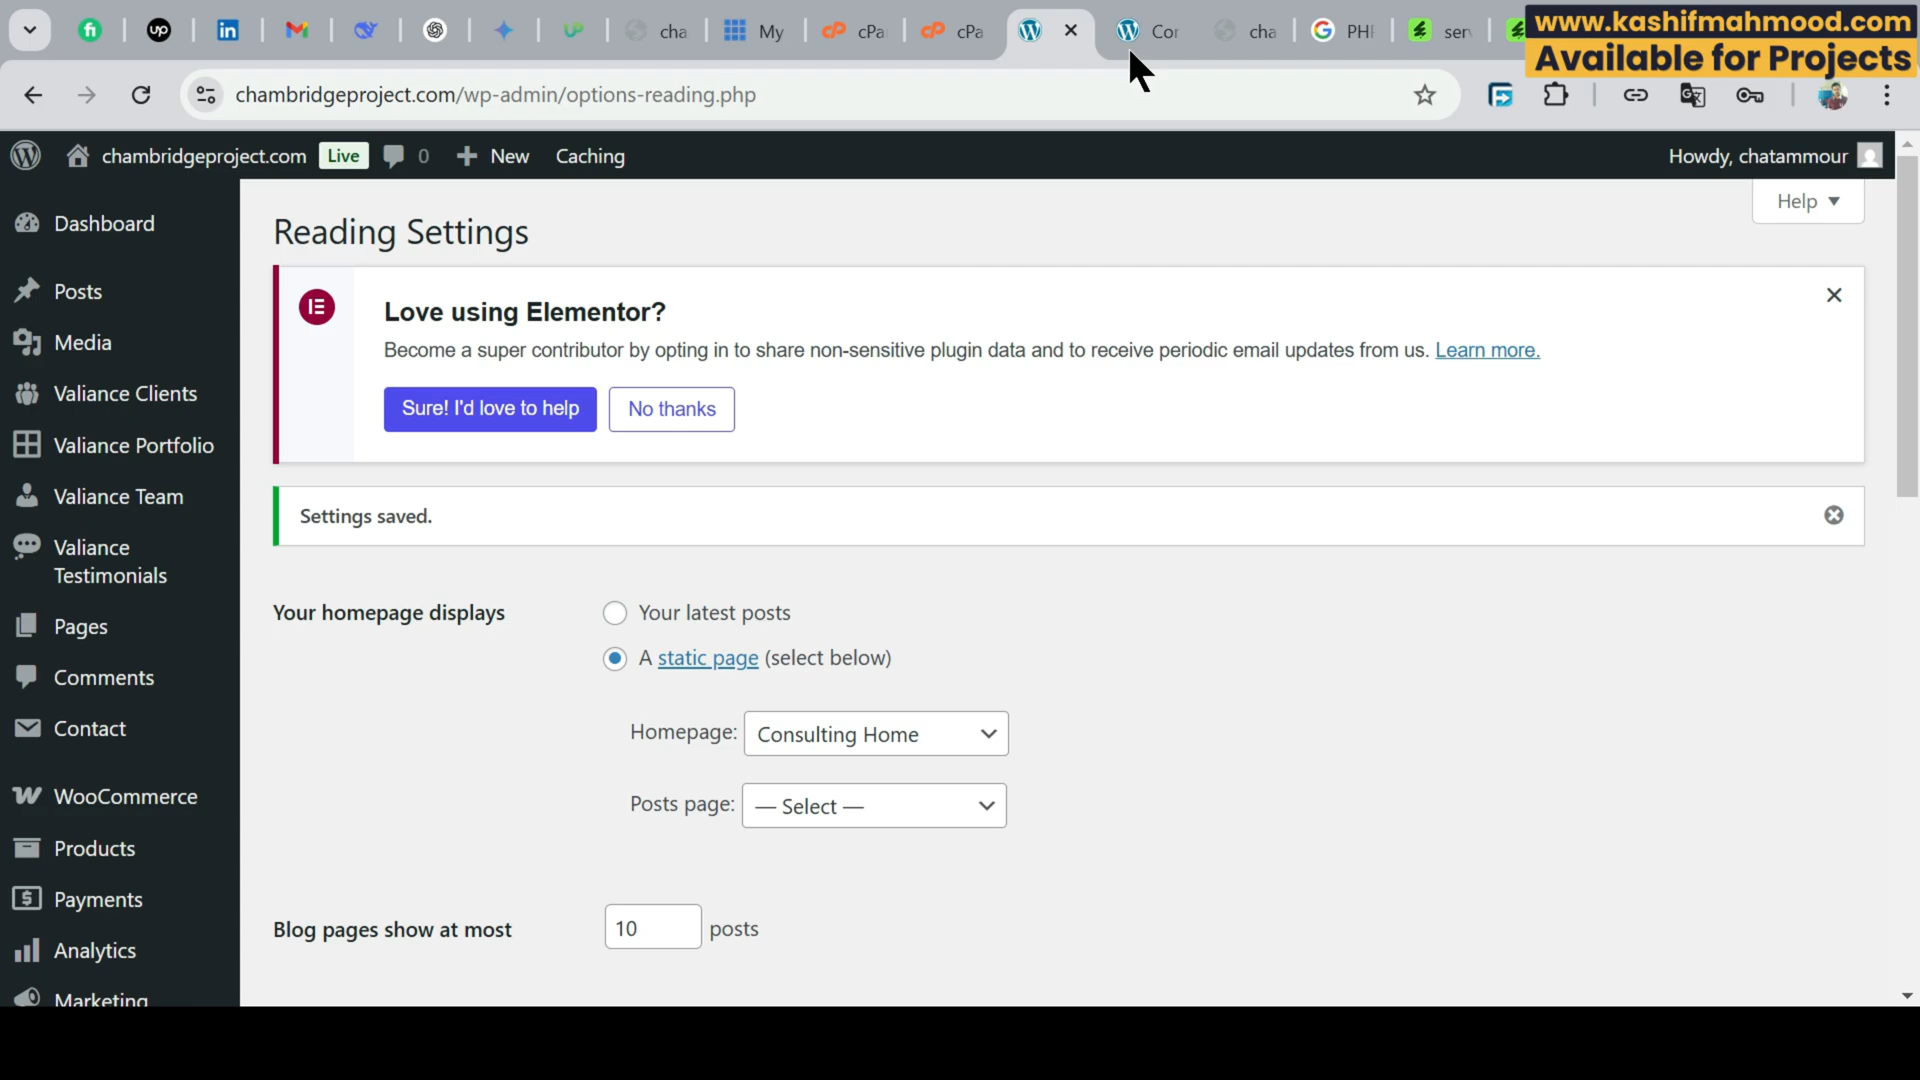 cha
My
cPa
cPa
Cor
cha
PHP
ser
www.kashifmahmood.com
Available for Projects
chambridgeproject.com/wp-admin/options-reading.php
chambridgeproject.com Live 0 New Caching Howdy, chatammour
Help
Dashboard
Posts
Media
Valiance Clients
Valiance Portfolio
Valiance Team
Valiance
Testimonials
Pages
Comments
Contact
WooCommerce
Products
Payments
Analytics
Marketing
Reading Settings
Love using Elementor?
Become a super contributor by opting in to share non-sensitive plugin data and to receive periodic email updates from us. Learn more.
Sure! I'd love to help No thanks
Settings saved.
Your homepage displays Your latest posts
A static page (select below)
Homepage: Consulting Home
Posts page: — Select —
Blog pages show at most 10 posts